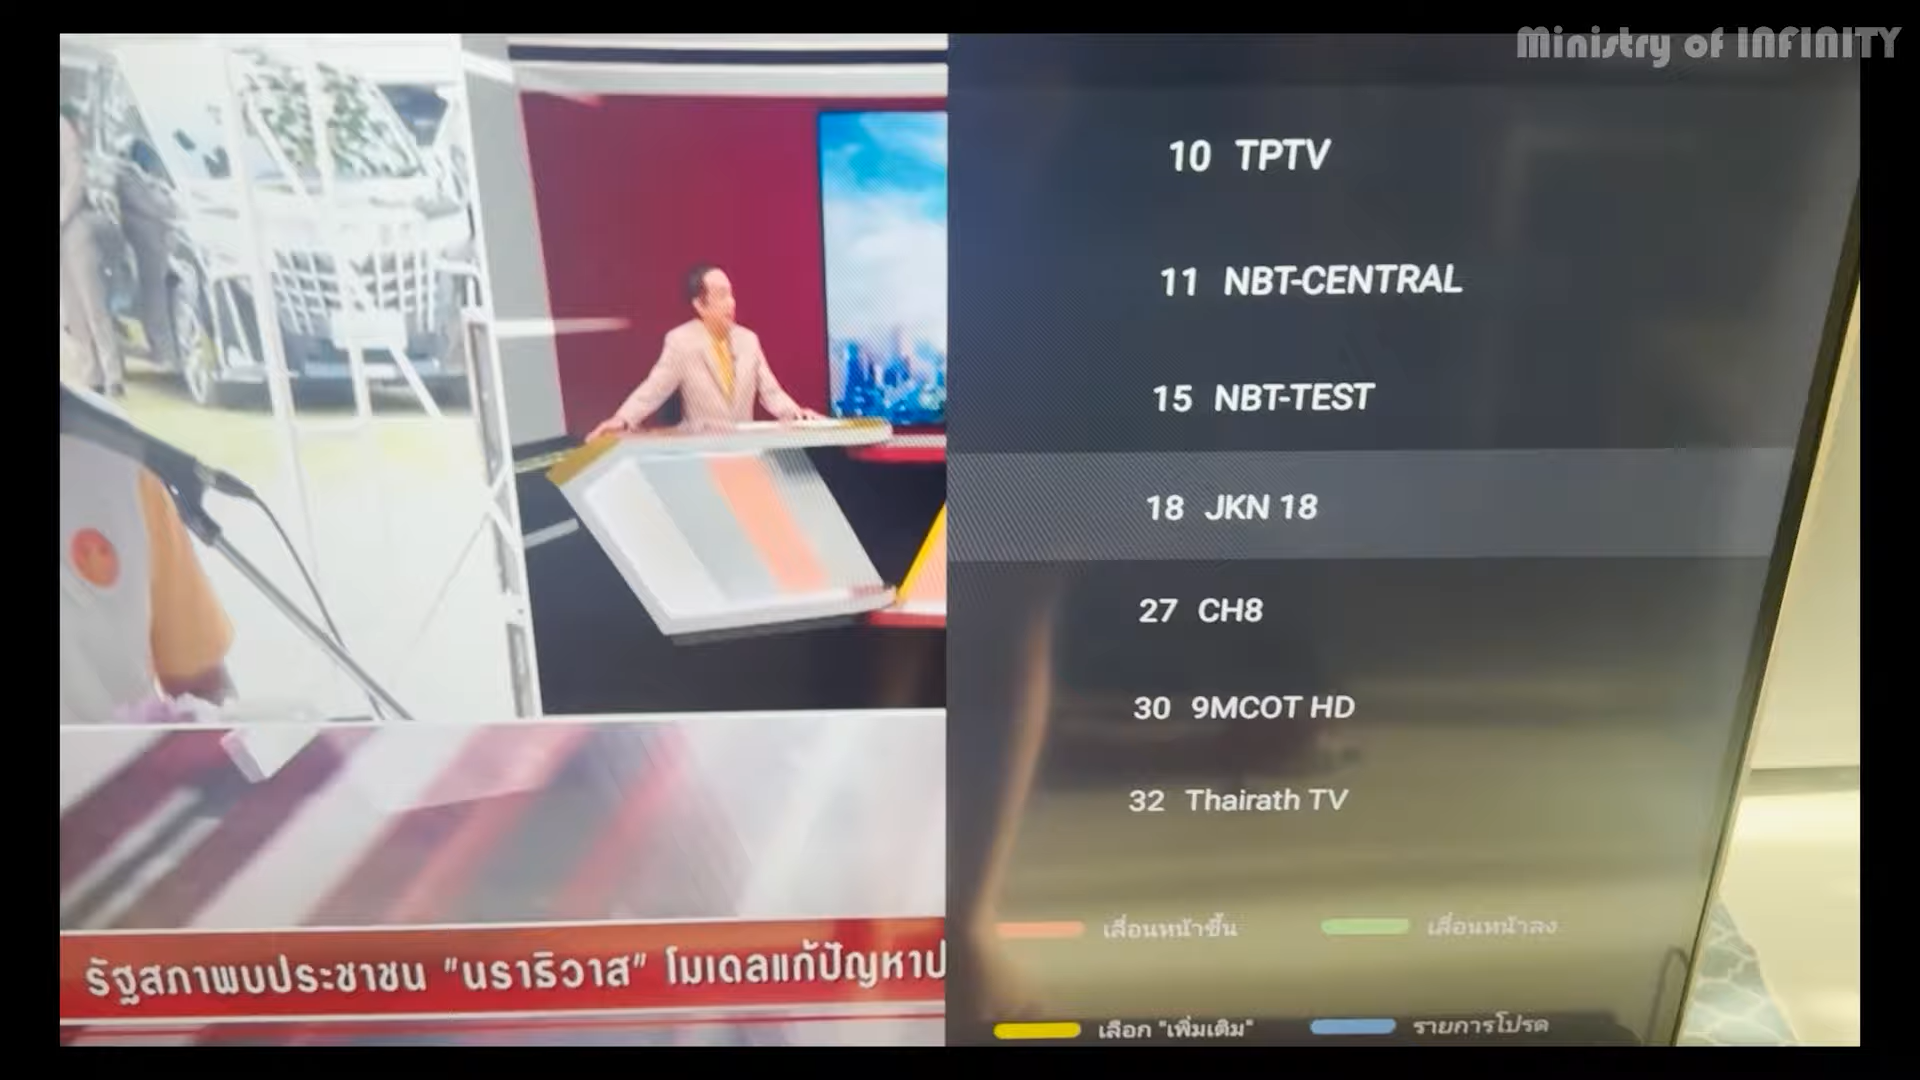 Ministry of INFINITY
10 TPTV
11 NBT-CENTRAL
15 NBT-TEST
18 JKN 18
27 CH8
30 9MCOT HD
32 Thairath TV
เลื่อนหน้าขึ้น
เลื่อนหน้าลง
เลือก "เพิ่มเติม"
รายการโปรด
รัฐสภาพบประชาชน "นราธิวาส" โมเดลแก้ปัญหาป